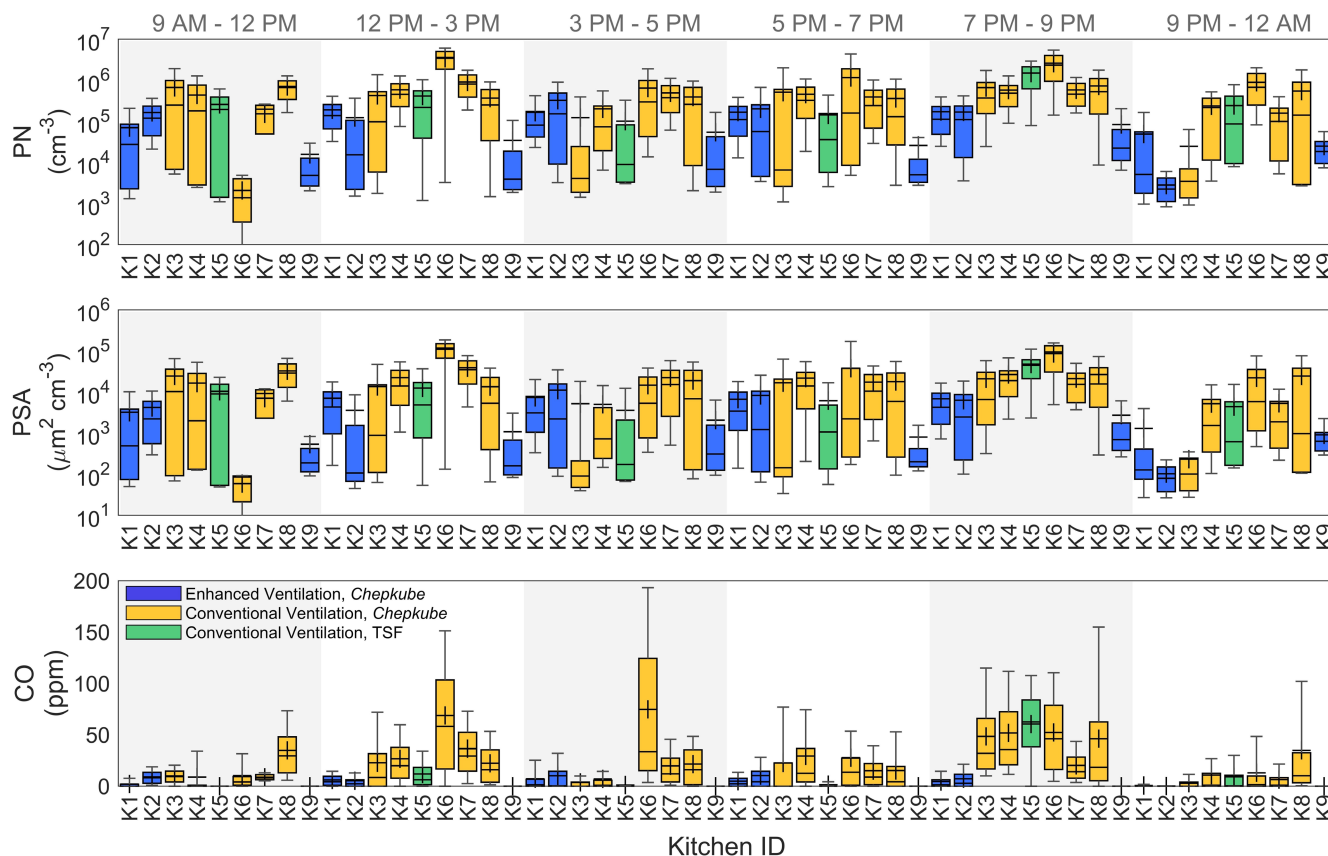 9 AM - 12 PM 12 PM - 3 PM 3 PM - 5 PM 5 PM - 7 PM 7 PM - 9 PM 9 PM - 12 AM
PN
(cm⁻³)
10⁷
10⁶
10⁵
10⁴
10³
10²
K1 K2 K3 K4 K5 K6 K7 K8 K9 K1 K2 K3 K4 K5 K6 K7 K8 K9 K1 K2 K3 K4 K5 K6 K7 K8 K9 K1 K2 K3 K4 K5 K6 K7 K8 K9 K1 K2 K3 K4 K5 K6 K7 K8 K9 K1 K2 K3 K4 K5 K6 K7 K8 K9
PSA
(μm² cm⁻³)
10⁶
10⁵
10⁴
10³
10²
10¹
K1 K2 K3 K4 K5 K6 K7 K8 K9 K1 K2 K3 K4 K5 K6 K7 K8 K9 K1 K2 K3 K4 K5 K6 K7 K8 K9 K1 K2 K3 K4 K5 K6 K7 K8 K9 K1 K2 K3 K4 K5 K6 K7 K8 K9 K1 K2 K3 K4 K5 K6 K7 K8 K9
CO
(ppm)
200
150
100
50
0
Enhanced Ventilation, Chepkube
Conventional Ventilation, Chepkube
Conventional Ventilation, TSF
K1 K2 K3 K4 K5 K6 K7 K8 K9 K1 K2 K3 K4 K5 K6 K7 K8 K9 K1 K2 K3 K4 K5 K6 K7 K8 K9 K1 K2 K3 K4 K5 K6 K7 K8 K9 K1 K2 K3 K4 K5 K6 K7 K8 K9 K1 K2 K3 K4 K5 K6 K7 K8 K9
Kitchen ID